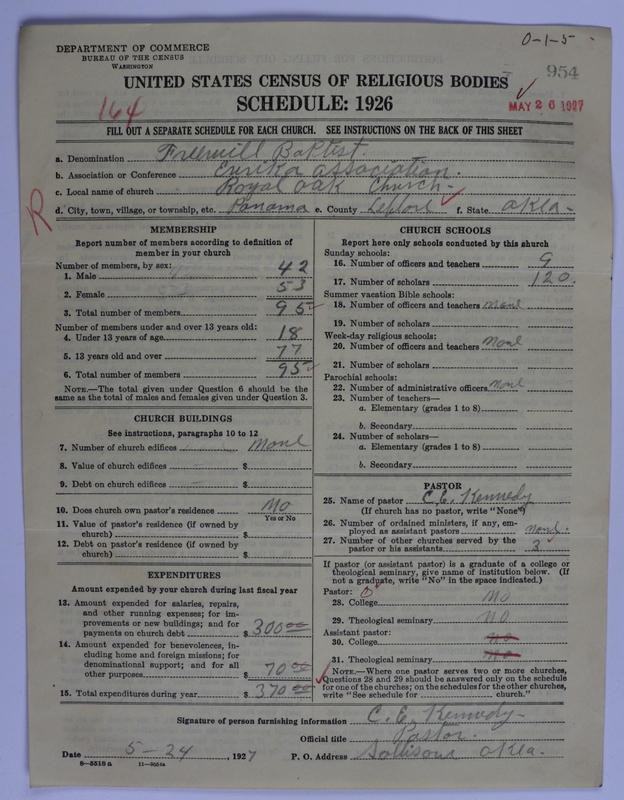 0-1-5
DEPARTMENT OF COMMERCE
BUREAU OF THE CENSUS
WASHINGTON
954
UNITED STATES CENSUS OF RELIGIOUS BODIES
SCHEDULE: 1926
164
MAY 26 1927
FILL OUT A SEPARATE SCHEDULE FOR EACH CHURCH. SEE INSTRUCTIONS ON THE BACK OF THIS SHEET
a. Denomination Freewill Baptest.
b. Association or Conference Eurika association.
c. Local name of church Royal oak Church-
d. City, town, village, or township, etc. Panama e. County Leflore f. State Okla-
R
MEMBERSHIP
Report number of members according to definition of
member in your church
Number of members, by sex:
1. Male 42
2. Female 53
3. Total number of members 95
Number of members under and over 13 years old:
4. Under 13 years of age 18
5. 13 years old and over 77
6. Total number of members 95
NOTE.—The total given under Question 6 should be the
same as the total of males and females given under Question 3.
CHURCH BUILDINGS
See instructions, paragraphs 10 to 12
7. Number of church edifices None
8. Value of church edifices $
9. Debt on church edifices $
10. Does church own pastor's residence No
Yes or No
11. Value of pastor's residence (if owned by
church) $
12. Debt on pastor's residence (if owned by
church) $
EXPENDITURES
Amount expended by your church during last fiscal year
13. Amount expended for salaries, repairs,
and other running expenses; for im-
provements or new buildings; and for
payments on church debt $ 300 00
14. Amount expended for benevolences, in-
cluding home and foreign missions; for
denominational support; and for all
other purposes 70 00
15. Total expenditures during year $ 370 00
CHURCH SCHOOLS
Report here only schools conducted by this church
Sunday schools:
16. Number of officers and teachers 9
17. Number of scholars 120.
Summer vacation Bible schools:
18. Number of officers and teachers None
19. Number of scholars
Week-day religious schools:
20. Number of officers and teachers None
21. Number of scholars
Parochial schools:
22. Number of administrative officers None
23. Number of teachers—
a. Elementary (grades 1 to 8)
b. Secondary
24. Number of scholars—
a. Elementary (grades 1 to 8)
b. Secondary
PASTOR
25. Name of pastor C. E. Kennedy
(If church has no pastor, write "None")
26. Number of ordained ministers, if any, em-
ployed as assistant pastors None.
27. Number of other churches served by the
pastor or his assistants 3
If pastor (or assistant pastor) is a graduate of a college or
theological seminary, give name of institution below. (If
not a graduate, write "No" in the space indicated.)
Pastor: 0
28. College No
29. Theological seminary No
Assistant pastor:
30. College No
31. Theological seminary No
NOTE.—Where one pastor serves two or more churches,
Questions 28 and 29 should be answered only on the schedule
for one of the churches; on the schedules for the other churches,
write "See schedule for church."
Signature of person furnishing information C. E. Kennedy-
Official title Pastor.
Date 5-24, 1927 P. O. Address Okla-
8-5518a 11-9554a